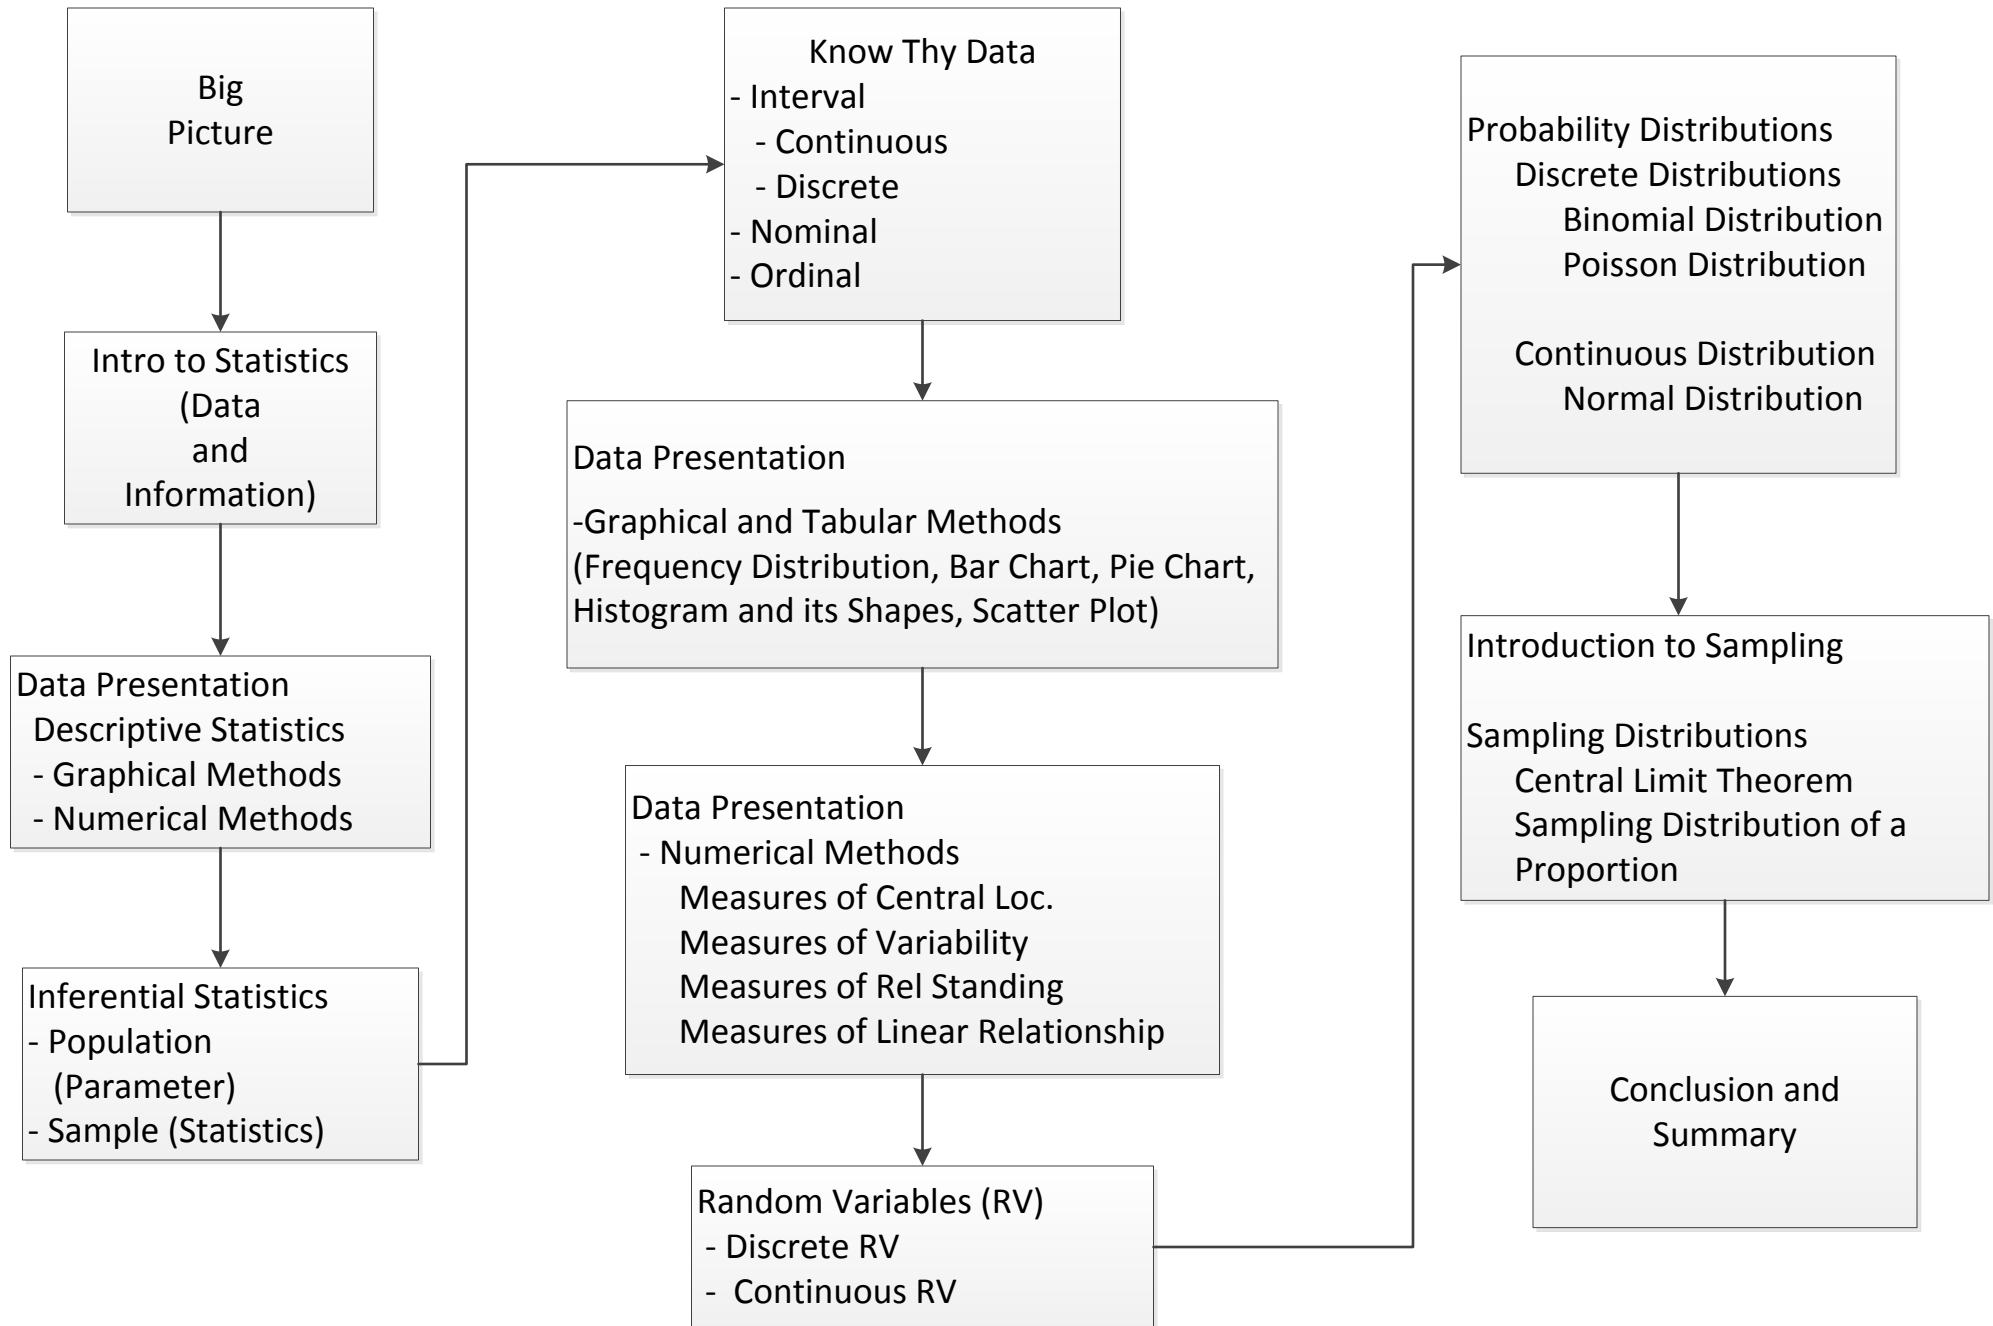 Big
Picture
Intro to Statistics
(Data
and
Information)
Data Presentation
Descriptive Statistics
- Graphical Methods
- Numerical Methods
Inferential Statistics
- Population
(Parameter)
- Sample (Statistics)
Know Thy Data
- Interval
- Continuous
- Discrete
- Nominal
- Ordinal
Data Presentation
-Graphical and Tabular Methods
(Frequency Distribution, Bar Chart, Pie Chart,
Histogram and its Shapes, Scatter Plot)
Data Presentation
- Numerical Methods
Measures of Central Loc.
Measures of Variability
Measures of Rel Standing
Measures of Linear Relationship
Random Variables (RV)
- Discrete RV
- Continuous RV
Probability Distributions
Discrete Distributions
Binomial Distribution
Poisson Distribution
Continuous Distribution
Normal Distribution
Introduction to Sampling
Sampling Distributions
Central Limit Theorem
Sampling Distribution of a
Proportion
Conclusion and
Summary